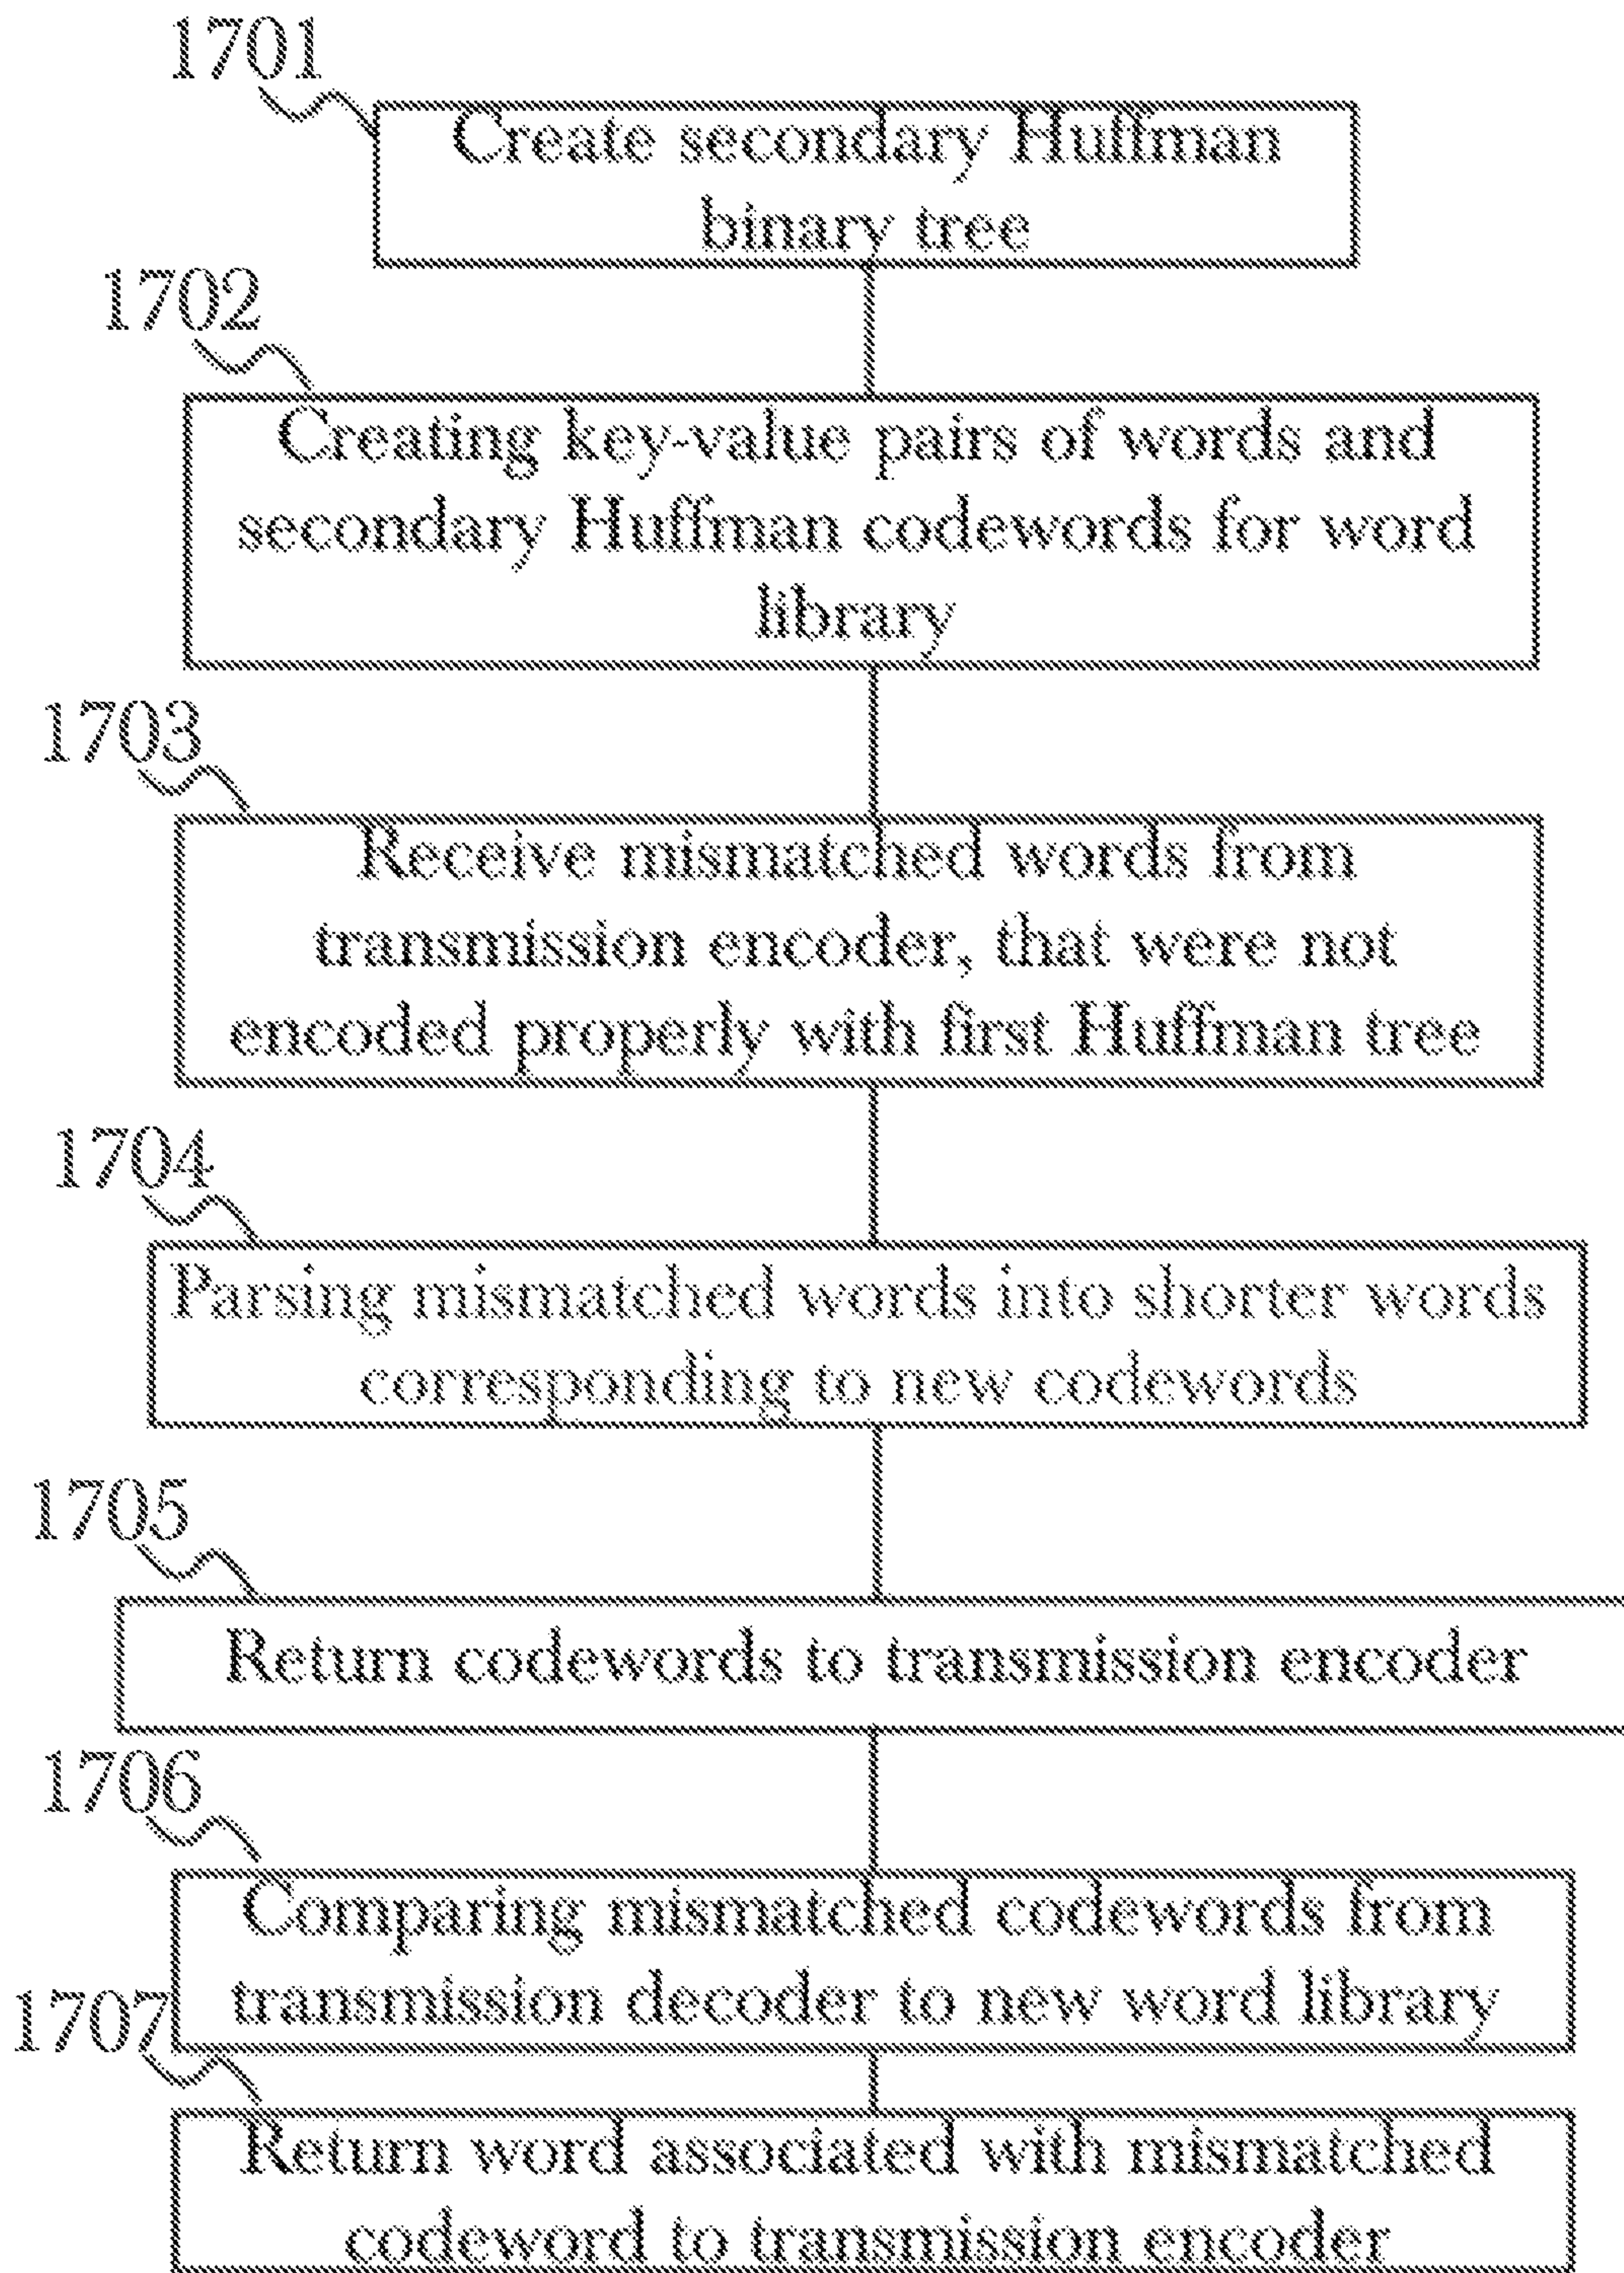 1701
Create secondary Huffman
binary tree
1702
Creating key-value pairs of words and
secondary Huffman codewords for word
library
1703
Receive mismatched words from
transmission encoder, that were not
encoded properly with first Huffman tree
1704
Parsing mismatched words into shorter words
corresponding to new codewords
1705
Return codewords to transmission encoder
1706
Comparing mismatched codewords from
transmission decoder to new word library
1707
Return word associated with mismatched
codeword to transmission encoder